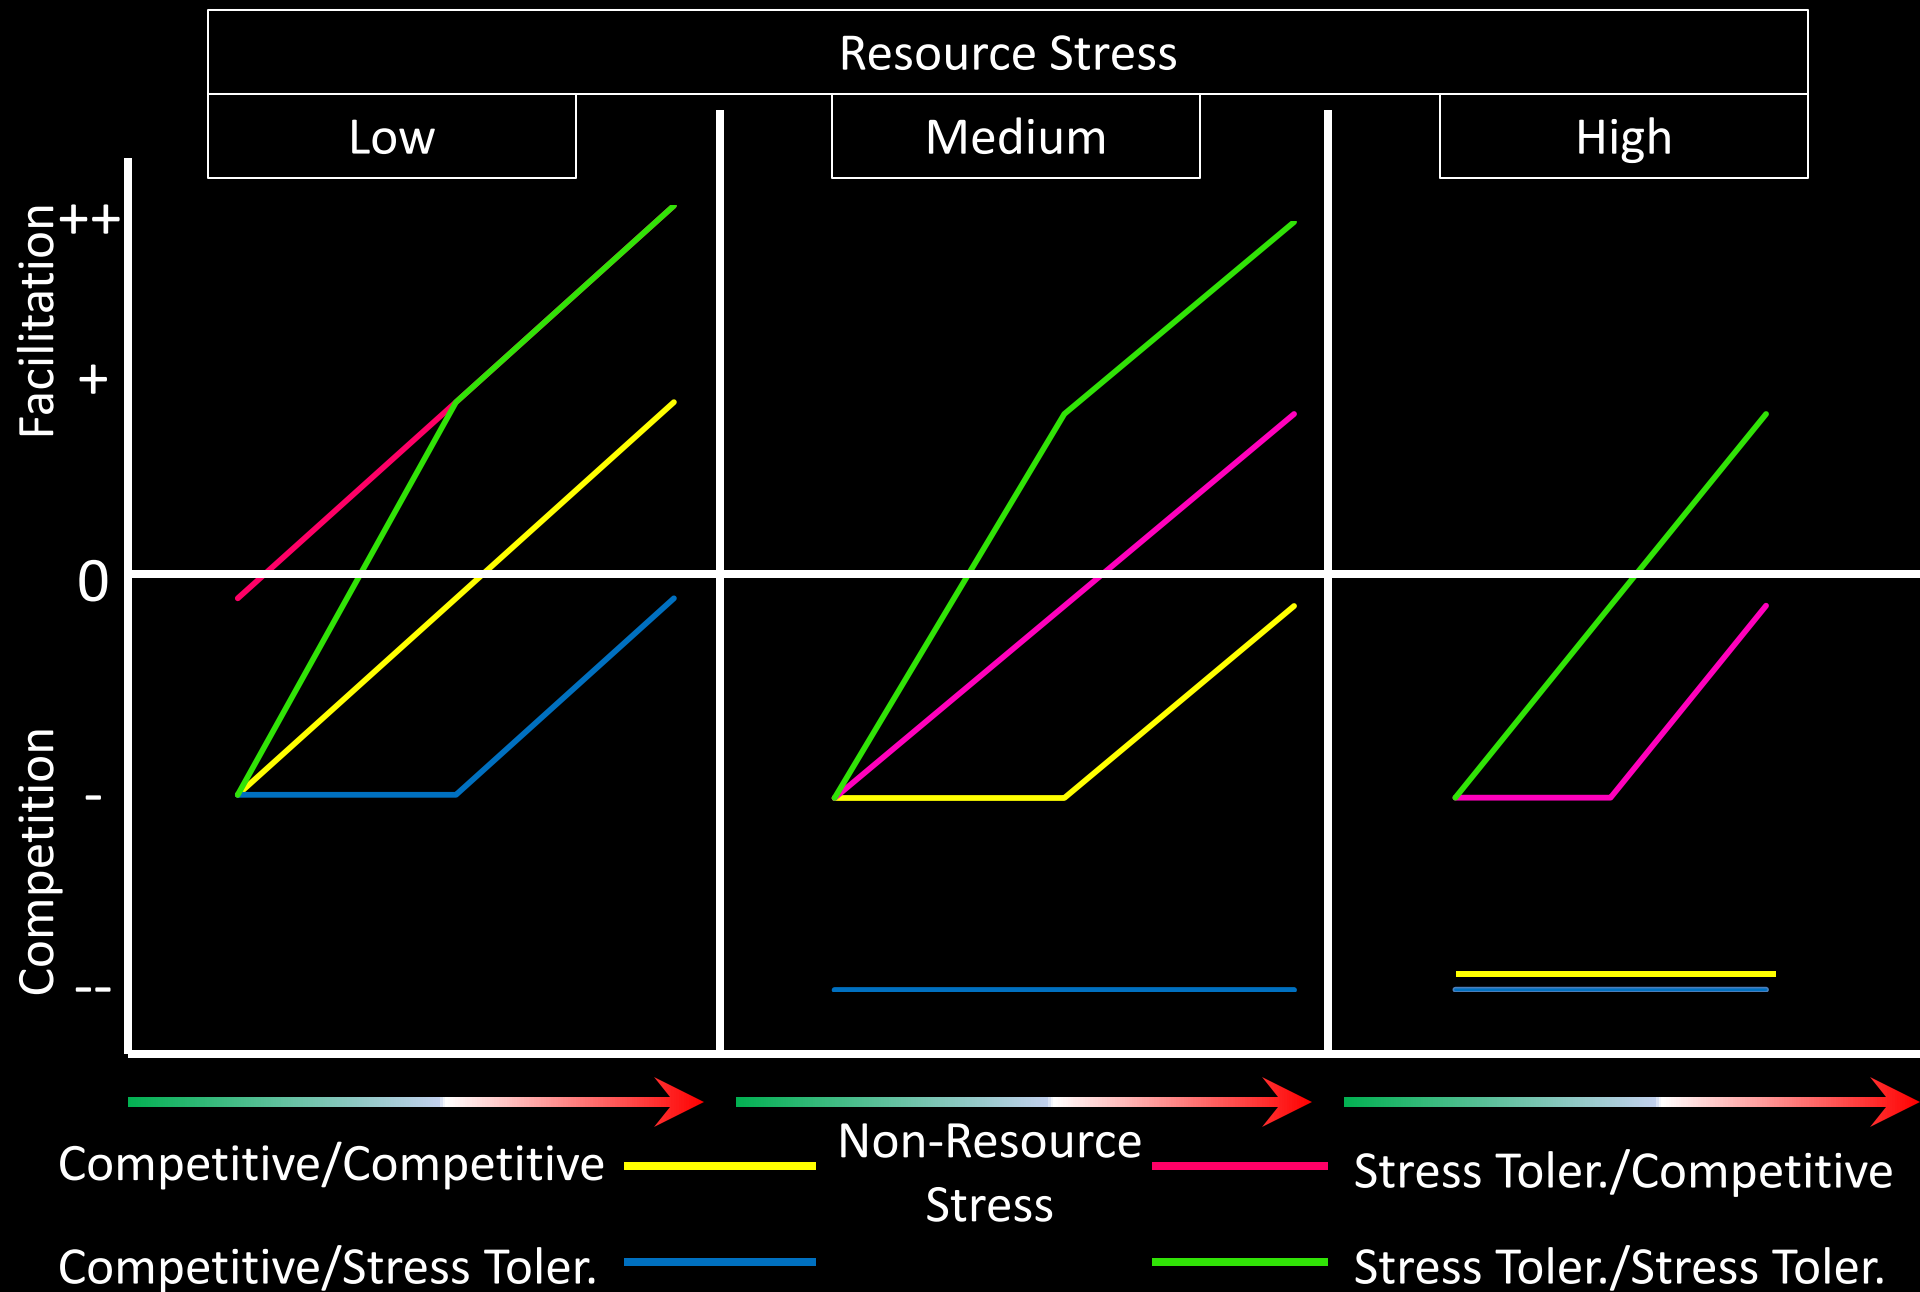 Resource Stress
Low
Medium
High
Facilitation
++
+
0
Competition
-
--
Competitive/Competitive
Non-Resource
Stress
Stress Toler./Competitive
Competitive/Stress Toler.
Stress Toler./Stress Toler.